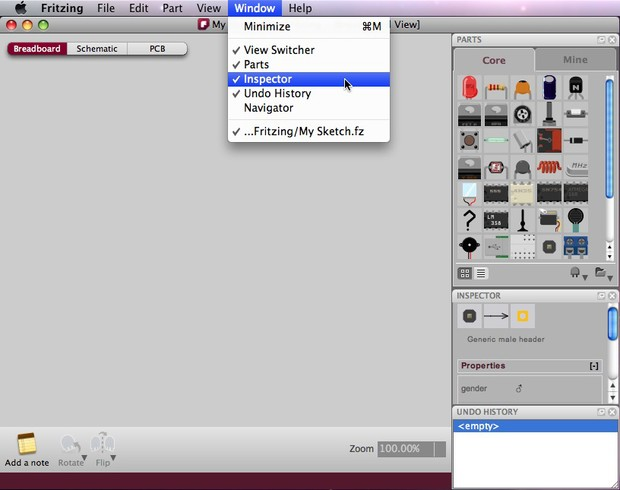 Fritzing File Edit Part View Window Help
My View]
Minimize ⌘M
✓ View Switcher
✓ Parts
✓ Inspector
✓ Undo History
Navigator
✓ ...Fritzing/My Sketch.fz
Breadboard Schematic PCB
PARTS
Core Mine
MHz
LM
358
INSPECTOR
Generic male header
Properties [-]
gender ♂
UNDO HISTORY
<empty>
Add a note Rotate Flip
Zoom 100.00%